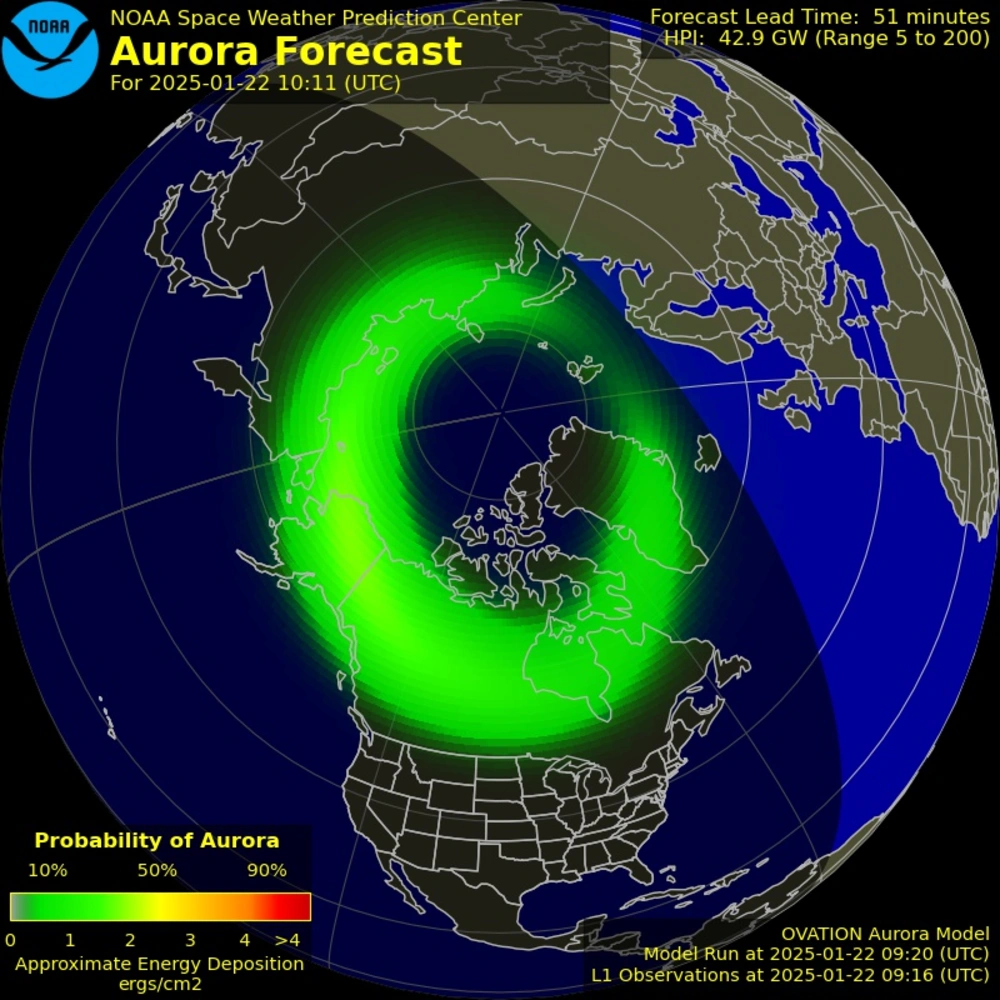 NOAA
NOAA Space Weather Prediction Center
Aurora Forecast
For 2025-01-22 10:11 (UTC)
Forecast Lead Time: 51 minutes
HPI: 42.9 GW (Range 5 to 200)
Probability of Aurora
10% 50% 90%
0 1 2 3 4 >4
Approximate Energy Deposition
ergs/cm2
OVATION Aurora Model
Model Run at 2025-01-22 09:20 (UTC)
L1 Observations at 2025-01-22 09:16 (UTC)